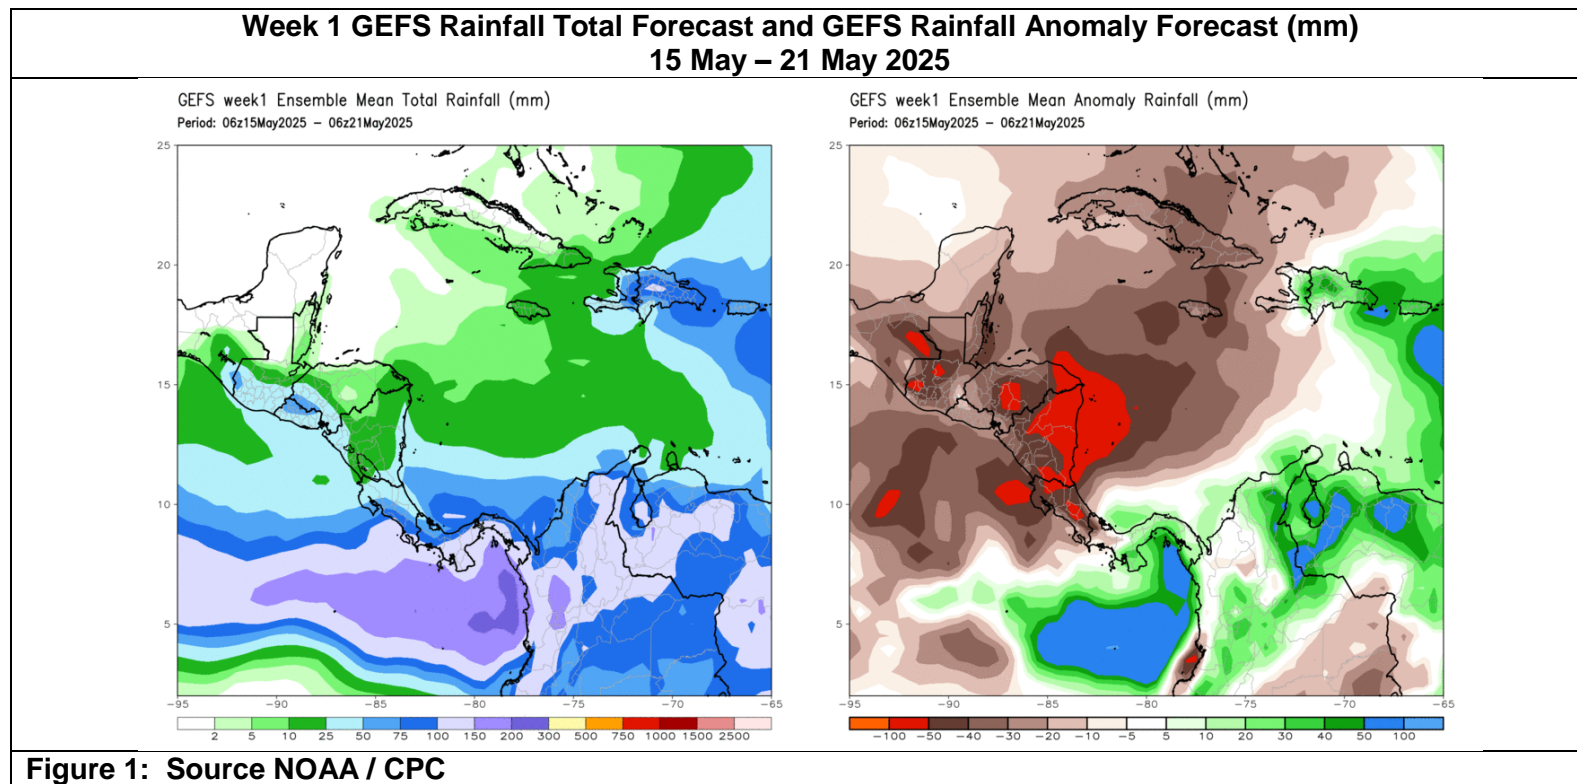 Week 1 GEFS Rainfall Total Forecast and GEFS Rainfall Anomaly Forecast (mm)
15 May – 21 May 2025
GEFS week1 Ensemble Mean Total Rainfall (mm)
Period: 06z15May2025 – 06z21May2025
25
20
15
10
5
-95
-90
-85
-80
-75
-70
-65
2 5 10 25 50 75 100 150 200 300 500 750 1000 1500 2500
GEFS week1 Ensemble Mean Anomaly Rainfall (mm)
Period: 06z15May2025 – 06z21May2025
25
20
15
10
5
-95
-90
-85
-80
-75
-70
-65
-100 -50 -40 -30 -20 -10 -5 5 10 20 30 40 50 100
Figure 1: Source NOAA / CPC